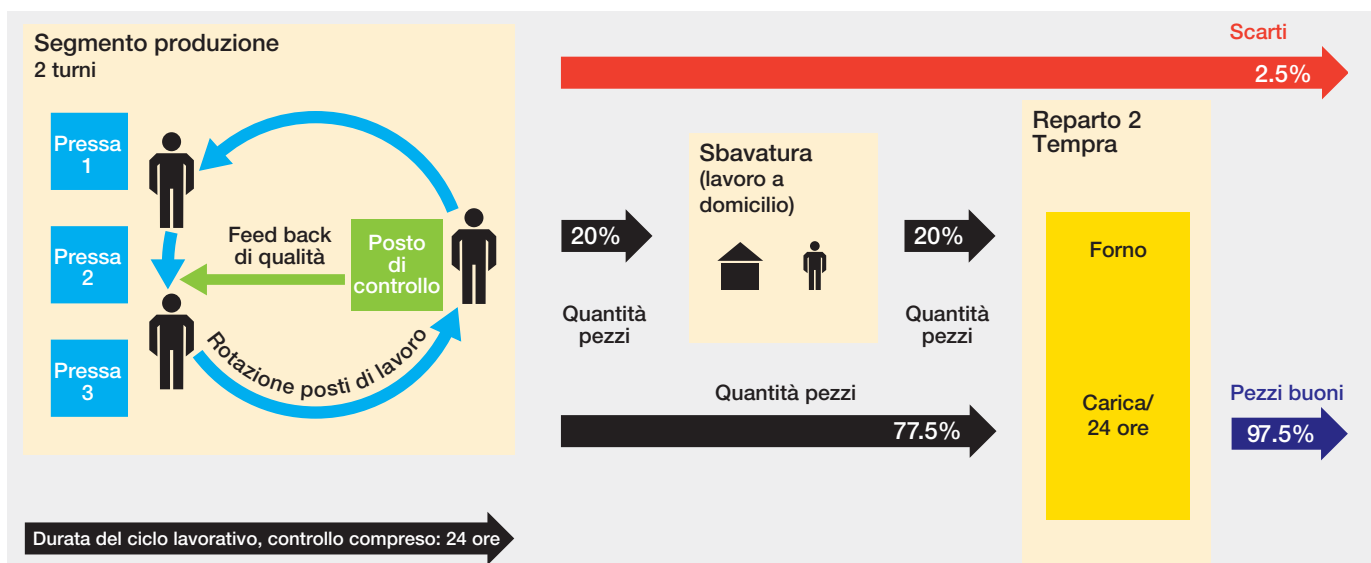 Segmento produzione
2 turni
Pressa
1
Pressa
2
Pressa
3
Feed back
di qualità
Posto
di
controllo
Rotazione posti di lavoro
Durata del ciclo lavorativo, controllo compreso: 24 ore
Scarti
2.5%
20%
Quantità
pezzi
Sbavatura
(lavoro a
domicilio)
20%
Quantità
pezzi
Quantità pezzi
77.5%
Reparto 2
Tempra
Forno
Carica/
24 ore
Pezzi buoni
97.5%